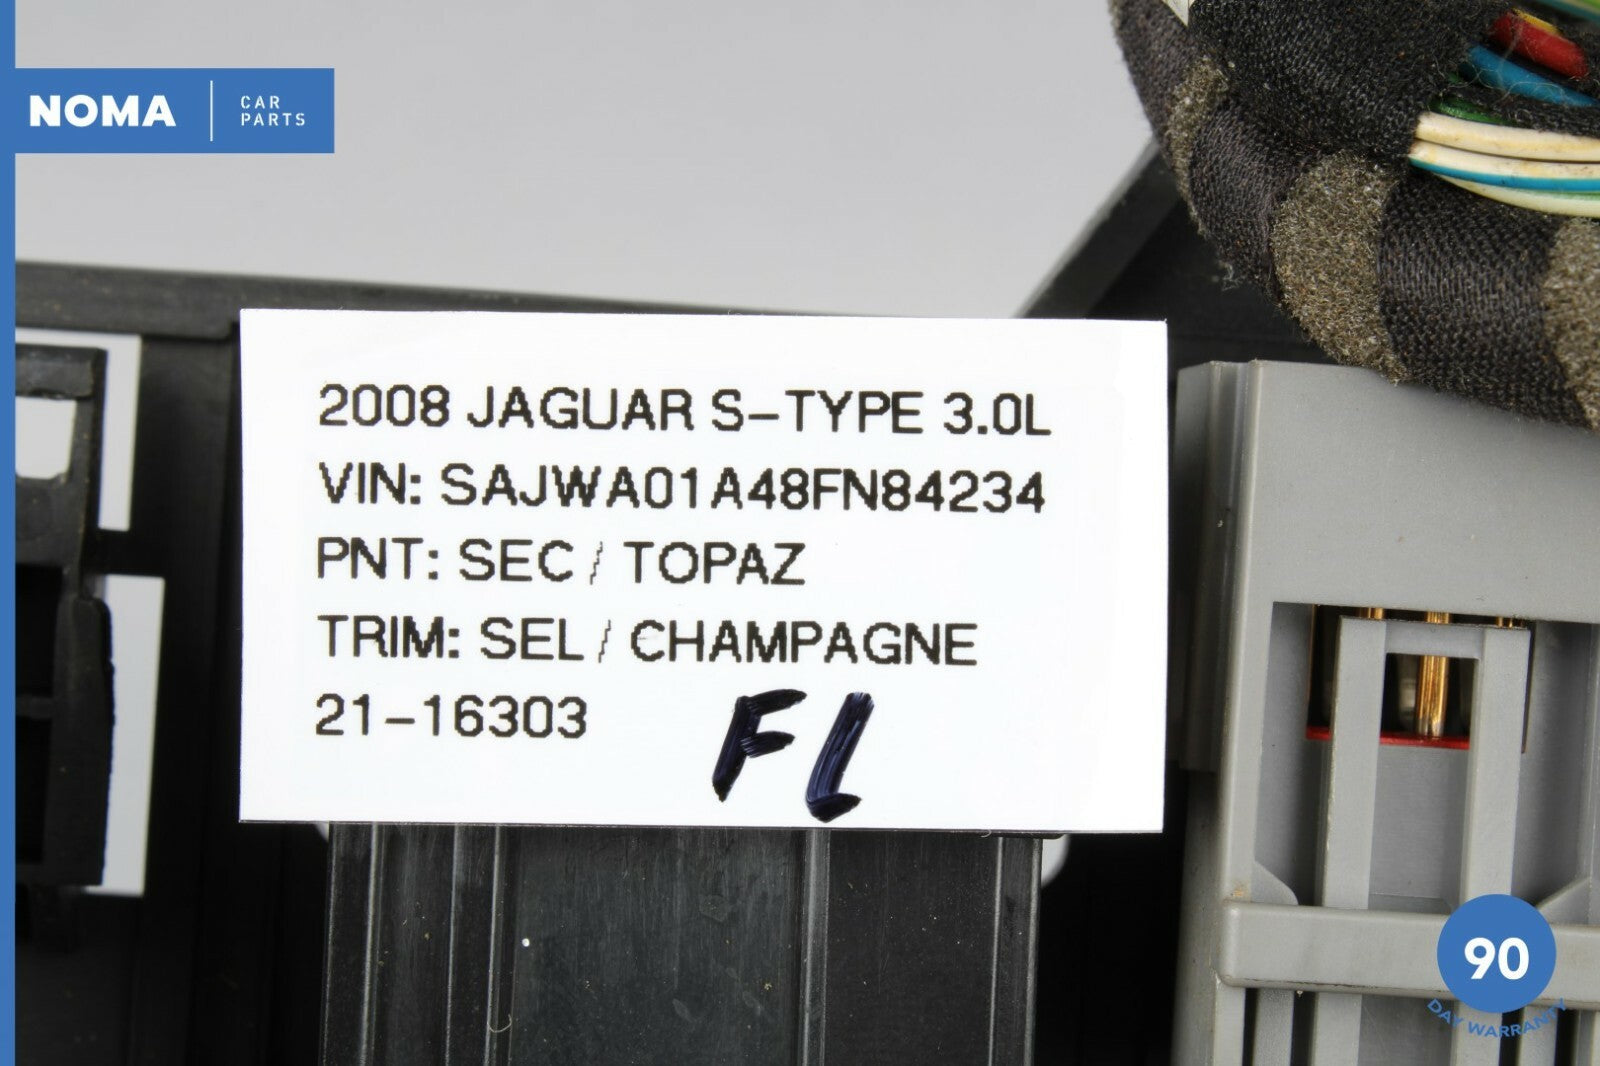 NOMA
CAR
PARTS
2008 JAGUAR S-TYPE 3.0L
VIN: SAJWA01A48FN84234
PNT: SEC / TOPAZ
TRIM: SEL / CHAMPAGNE
21-16303
FL
90
DAY WARRANTY